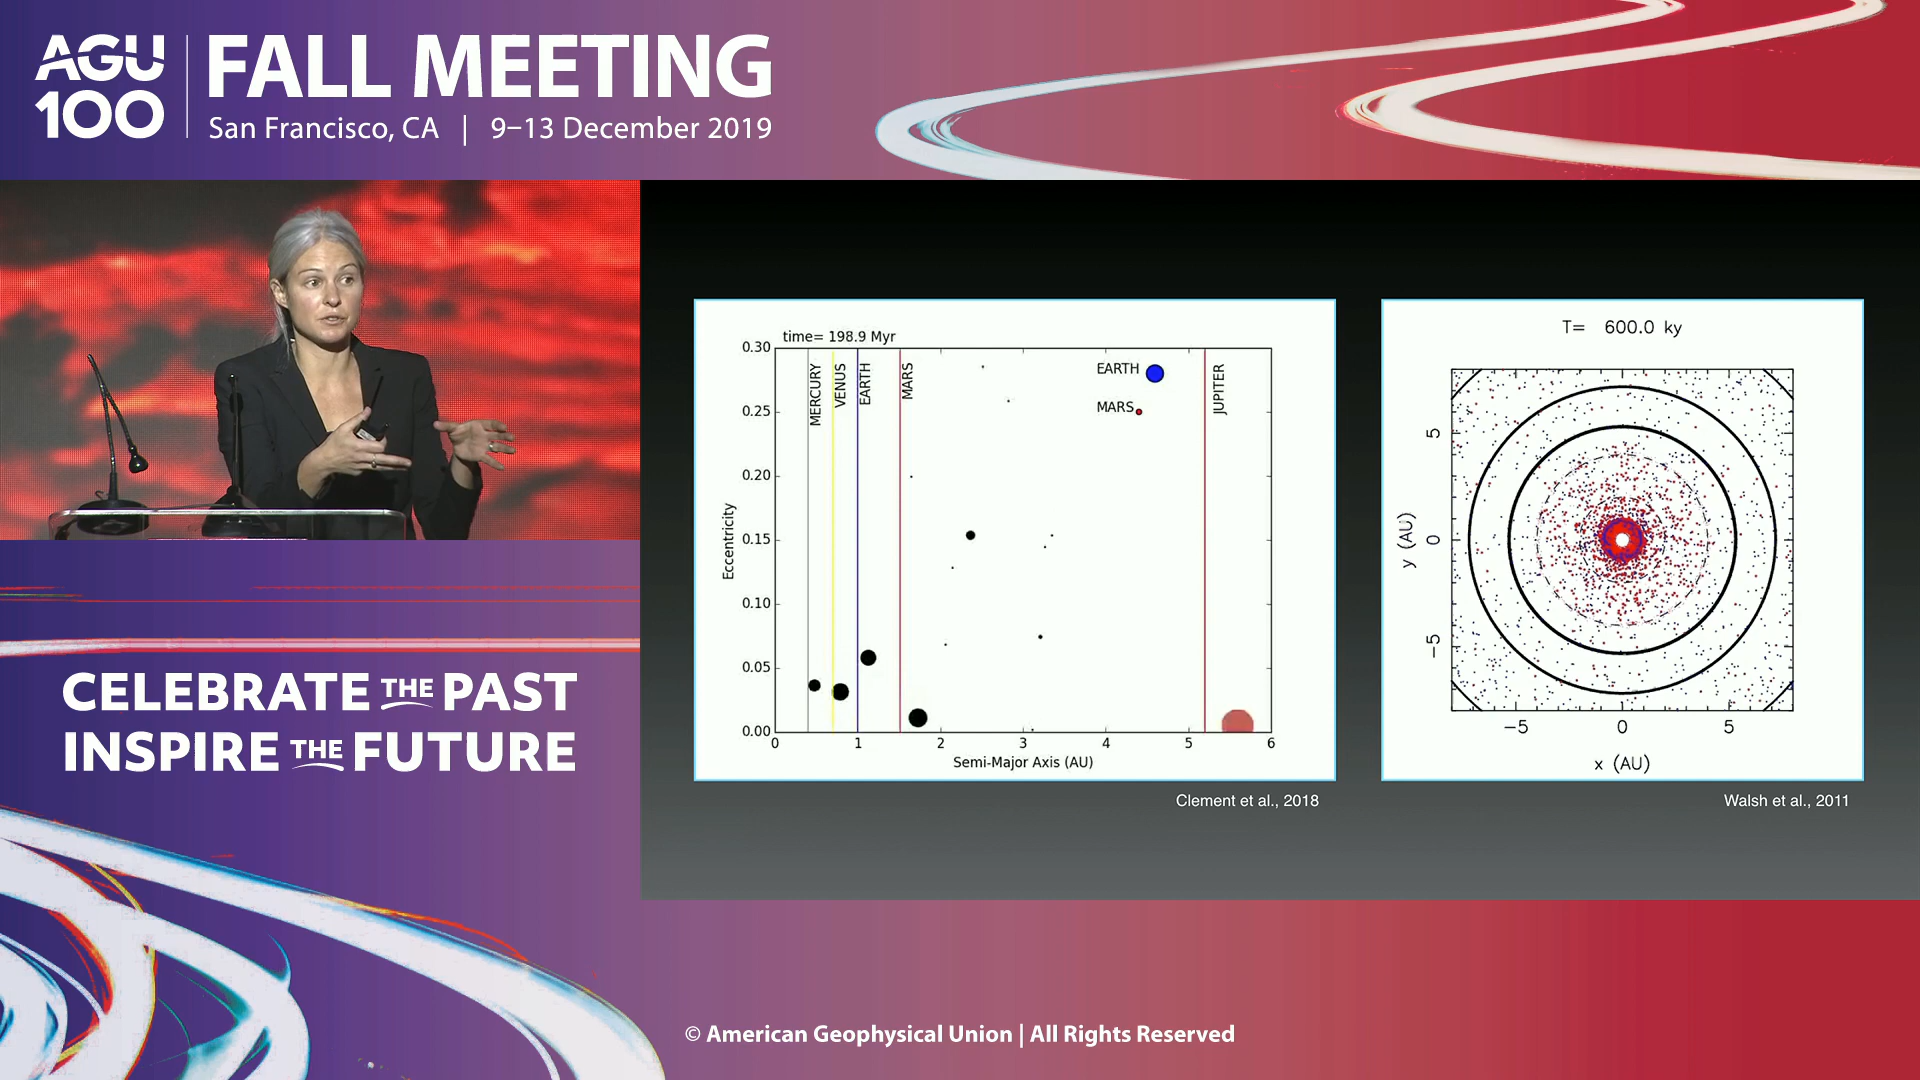 AGU
100
FALL MEETING
San Francisco, CA | 9–13 December 2019
time= 198.9 Myr
0.30
0.25
0.20
0.15
0.10
0.05
0.00
Eccentricity
MERCURY
VENUS
EARTH
MARS
EARTH
MARS
JUPITER
0 1 2 3 4 5 6
Semi-Major Axis (AU)
Clement et al., 2018
T= 600.0 ky
5
0
−5
y (AU)
−5 0 5
x (AU)
Walsh et al., 2011
CELEBRATE THE PAST
INSPIRE THE FUTURE
© American Geophysical Union | All Rights Reserved